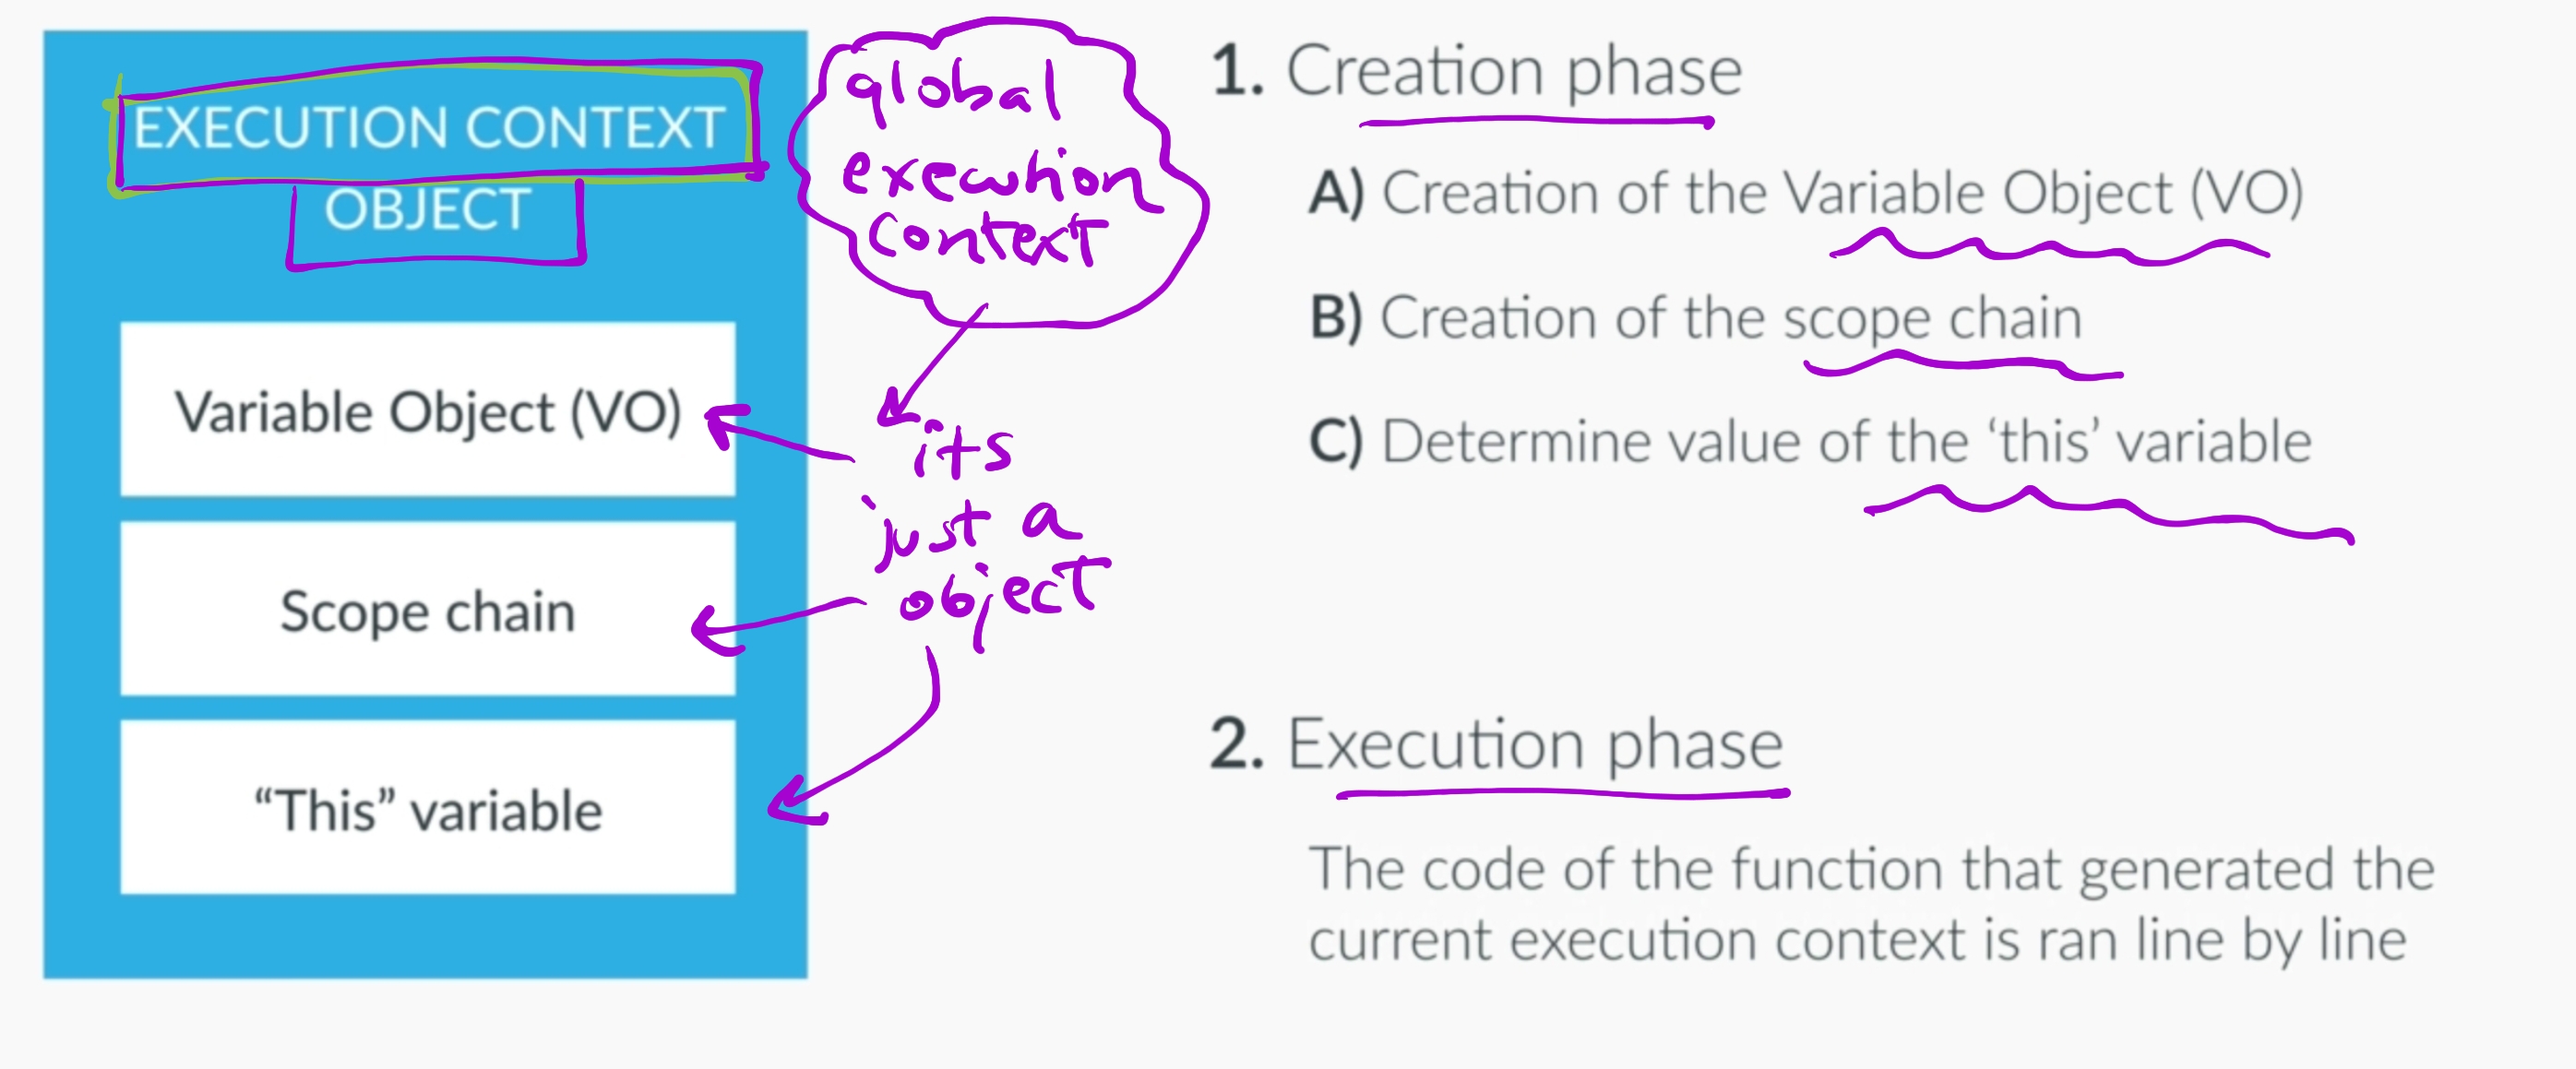 EXECUTION CONTEXT
OBJECT
Variable Object (VO)
Scope chain
“This” variable
global
execution
context
its
just a
object
1. Creation phase
A) Creation of the Variable Object (VO)
B) Creation of the scope chain
C) Determine value of the ‘this’ variable
2. Execution phase
The code of the function that generated the
current execution context is ran line by line